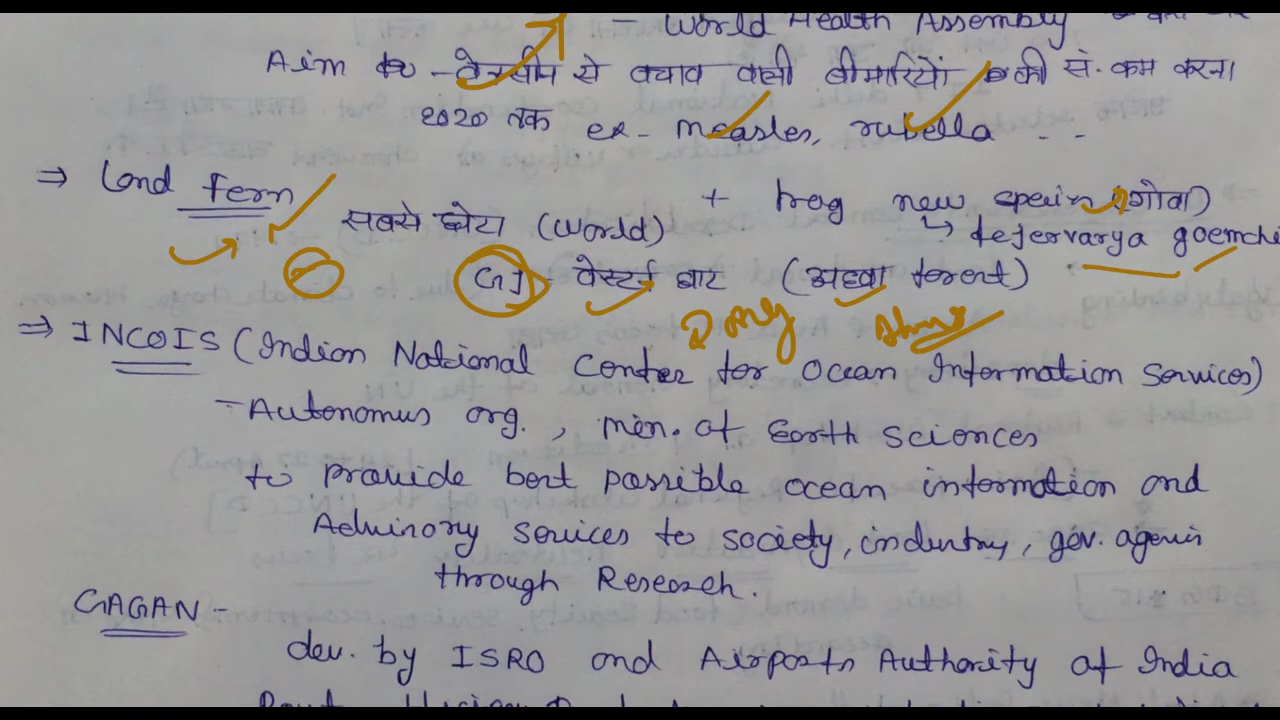 - World Health Assembly
Aim - वेक्सीन से बचाव वाली बीमारियों की सं. कम करना
2020 तक ex- measles, rubella - -
⇒ Land Fern
सबसे छोटा (World) + frog new (गोवा)
↳ fejervarya goemchi
GJ वेस्टर्न घाट (अहवा forest)
⇒ INCOIS (Indian National Center for Ocean Information Services)
- Autonomus org., min. of Earth Sciences
to provide best possible ocean information and
Advisory services to society, industry, gov.
through Research.
GAGAN -
dev. by ISRO and Airports Authority of India